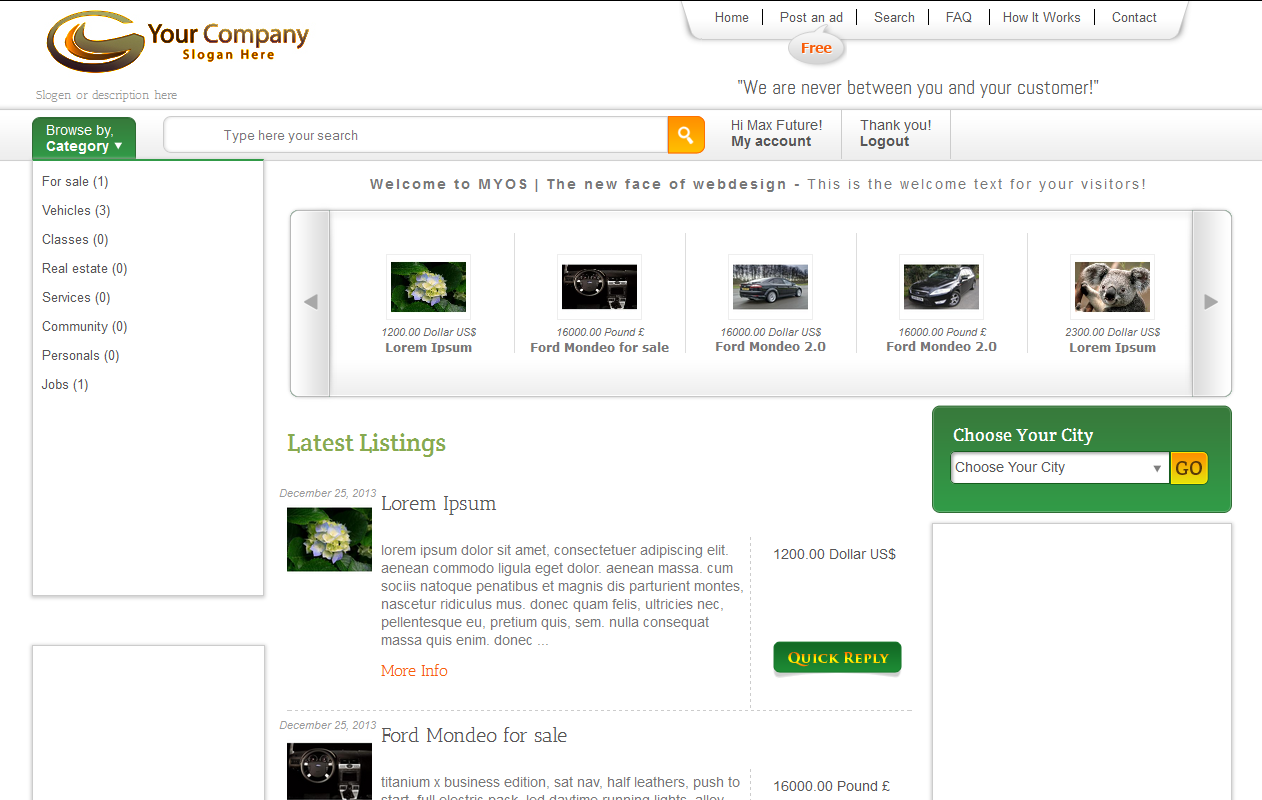 Your Company
Slogan Here
Slogen or description here
Home
Post an ad
Search
FAQ
How It Works
Contact
Free
"We are never between you and your customer!"
Browse by,
Category ▼
Type here your search
Hi Max Future!
My account
Thank you!
Logout
For sale (1)
Vehicles (3)
Classes (0)
Real estate (0)
Services (0)
Community (0)
Personals (0)
Jobs (1)
Welcome to MYOS | The new face of webdesign - This is the welcome text for your visitors!
1200.00 Dollar US$
Lorem Ipsum
16000.00 Pound £
Ford Mondeo for sale
16000.00 Dollar US$
Ford Mondeo 2.0
16000.00 Pound £
Ford Mondeo 2.0
2300.00 Dollar US$
Lorem Ipsum
Latest Listings
December 25, 2013
Lorem Ipsum
lorem ipsum dolor sit amet, consectetuer adipiscing elit.
aenean commodo ligula eget dolor. aenean massa. cum
sociis natoque penatibus et magnis dis parturient montes,
nascetur ridiculus mus. donec quam felis, ultricies nec,
pellentesque eu, pretium quis, sem. nulla consequat
massa quis enim. donec ...
More Info
1200.00 Dollar US$
Quick Reply
December 25, 2013
Ford Mondeo for sale
titanium x business edition, sat nav, half leathers, push to
start, full electric pack, led daytime running lights, alloy
16000.00 Pound £
Choose Your City
Choose Your City
GO